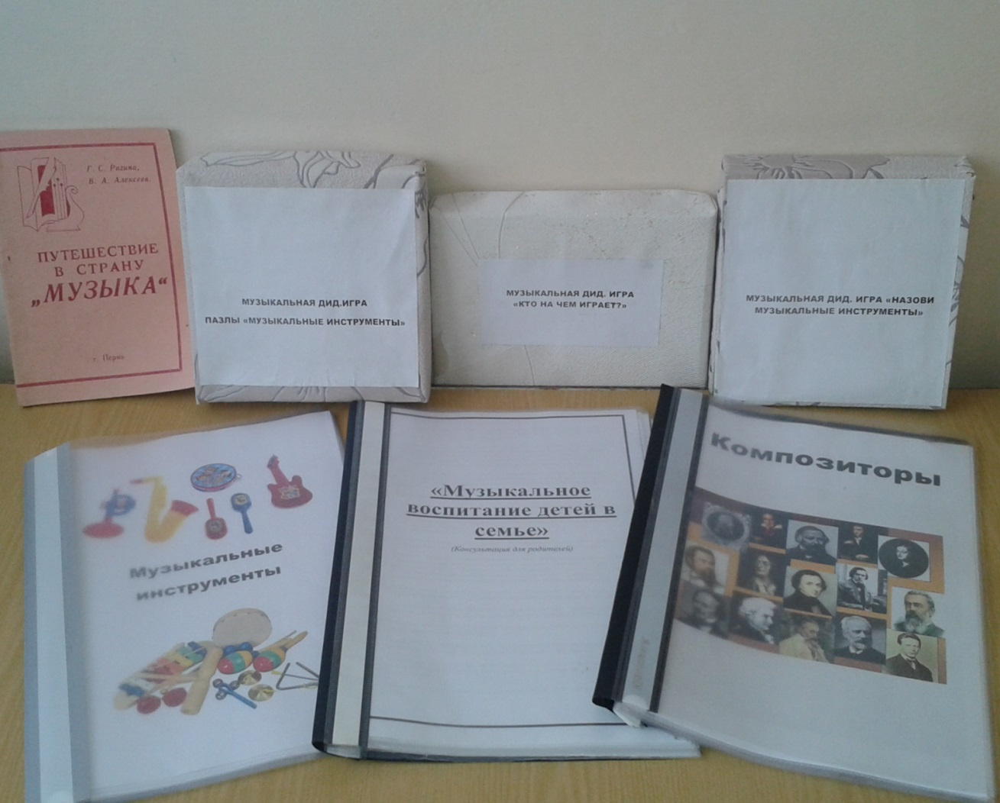 Г. С. Ригина,
В. А. Алексеев.
ПУТЕШЕСТВИЕ
В СТРАНУ
„МУЗЫКА“
г. Пермь
МУЗЫКАЛЬНАЯ ДИД.ИГРА
ПАЗЛЫ «МУЗЫКАЛЬНЫЕ ИНСТРУМЕНТЫ»
МУЗЫКАЛЬНАЯ ДИД. ИГРА
«КТО НА ЧЕМ ИГРАЕТ?»
МУЗЫКАЛЬНАЯ ДИД. ИГРА «НАЗОВИ
МУЗЫКАЛЬНЫЕ ИНСТРУМЕНТЫ»
Музыкальные
инструменты
«Музыкальное
воспитание детей в
семье»
(Консультация для родителей)
Композиторы